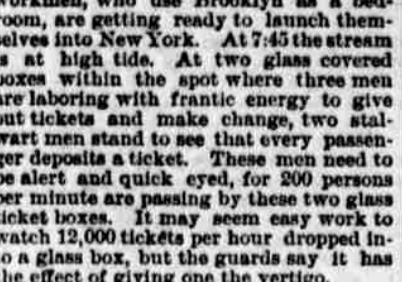 workmen, who use Brooklyn as a bed-
room, are getting ready to launch them-
selves into New York. At 7:45 the stream
is at high tide. At two glass covered
boxes within the spot where three men
are laboring with frantic energy to give
out tickets and make change, two stal-
wart men stand to see that every passen-
ger deposits a ticket. These men need to
be alert and quick eyed, for 200 persons
per minute are passing by these two glass
ticket boxes. It may seem easy work to
watch 12,000 tickets per hour dropped in-
to a glass box, but the guards say it has
the effect of giving one the vertigo.